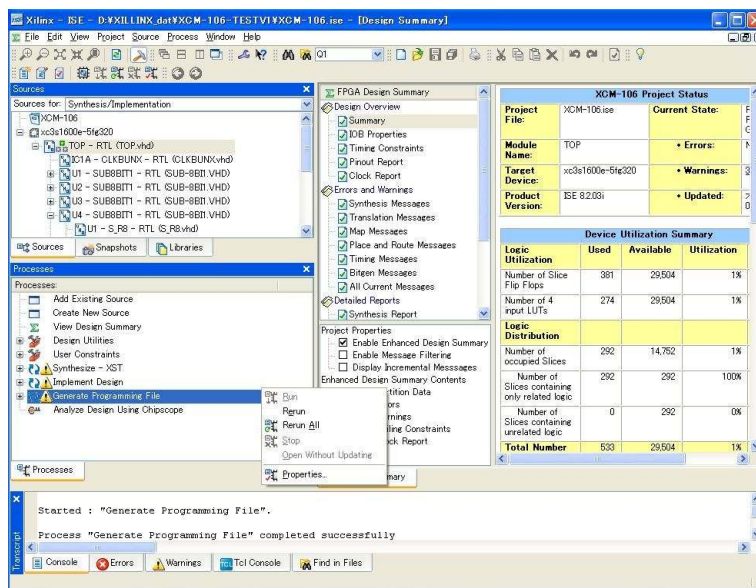 Xilinx - ISE - D:¥XILLINX_dat¥XCM-106-TESTV1¥XCM-106.ise - [Design Summary]
File Edit View Project Source Process Window Help
Q1
Sources
Sources for: Synthesis/Implementation
XCM-106
xc3s1600e-5fg320
TOP - RTL (TOP.vhd)
IC1A - CLKBUNX - RTL (CLKBUNX.vhd)
U1 - SUB8BIT1 - RTL (SUB-8BIT1.VHD)
U2 - SUB8BIT1 - RTL (SUB-8BIT1.VHD)
U3 - SUB8BIT1 - RTL (SUB-8BIT1.VHD)
U4 - SUB8BIT1 - RTL (SUB-8BIT1.VHD)
U1 - S_R8 - RTL (S_R8.vhd)
Sources Snapshots Libraries
Processes
Processes:
Add Existing Source
Create New Source
View Design Summary
Design Utilities
User Constraints
Synthesize - XST
Implement Design
Generate Programming File
Analyze Design Using Chipscope
Processes
Run
Rerun
Rerun All
Stop
Open Without Updating
Properties...
FPGA Design Summary
Design Overview
Summary
IOB Properties
Timing Constraints
Pinout Report
Clock Report
Errors and Warnings
Synthesis Messages
Translation Messages
Map Messages
Place and Route Messages
Timing Messages
Bitgen Messages
All Current Messages
Detailed Reports
Synthesis Report
Project Properties
Enable Enhanced Design Summary
Enable Message Filtering
Display Incremental Messages
Enhanced Design Summary Contents
XCM-106 Project Status
Project File: XCM-106.ise Current State:
Module Name: TOP • Errors:
Target Device: xc3s1600e-5fg320 • Warnings:
Product Version: ISE 8.2.03i • Updated:
Device Utilization Summary
Logic Utilization Used Available Utilization
Number of Slice Flip Flops 381 29,504 1%
Number of 4 input LUTs 274 29,504 1%
Logic Distribution
Number of occupied Slices 292 14,752 1%
Number of Slices containing only related logic 292 292 100%
Number of Slices containing unrelated logic 0 292 0%
Total Number 533 29,504 1%
Transcript
Started : "Generate Programming File".
Process "Generate Programming File" completed successfully
Console Errors Warnings Tcl Console Find in Files